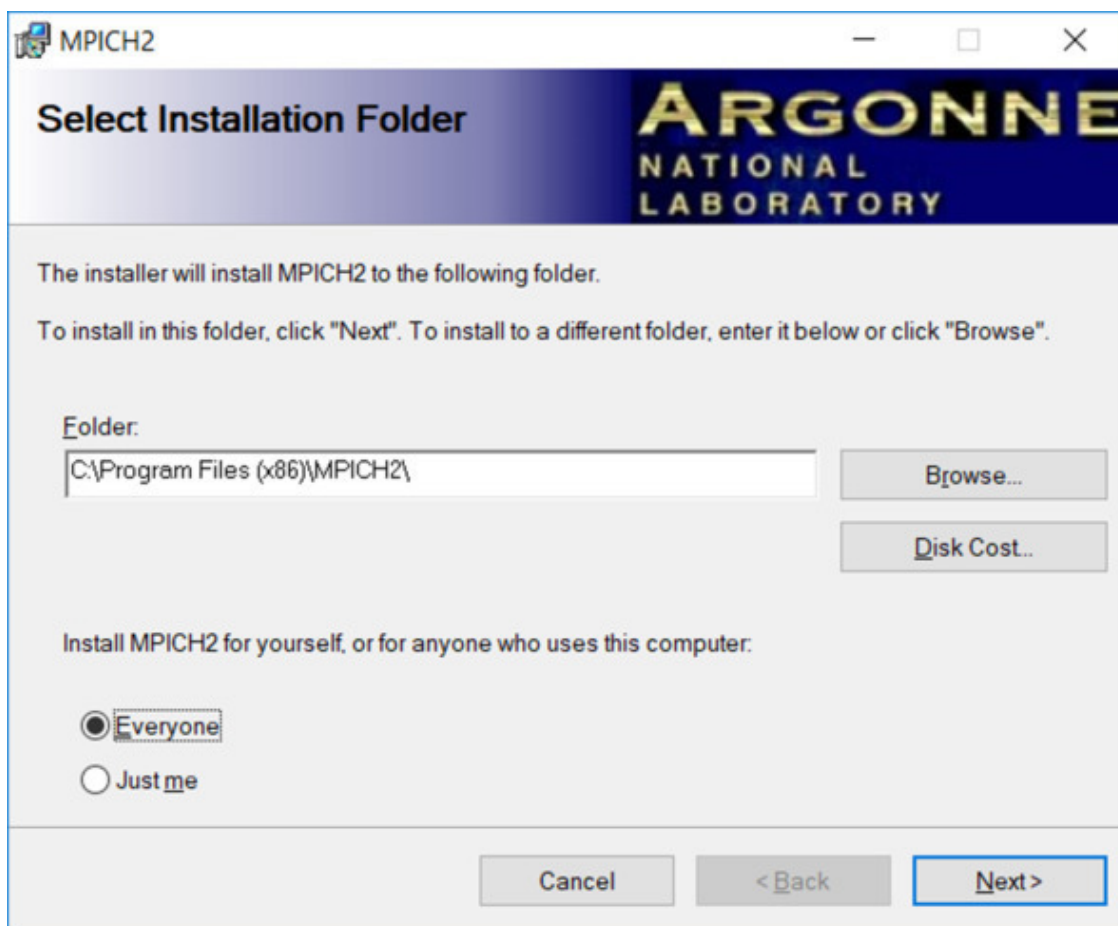 MPICH2
Select Installation Folder
ARGONNE
NATIONAL
LABORATORY
The installer will install MPICH2 to the following folder.
To install in this folder, click "Next". To install to a different folder, enter it below or click "Browse".
Folder:
C:\Program Files (x86)\MPICH2\
Browse...
Disk Cost...
Install MPICH2 for yourself, or for anyone who uses this computer:
Everyone
Just me
Cancel
< Back
Next >